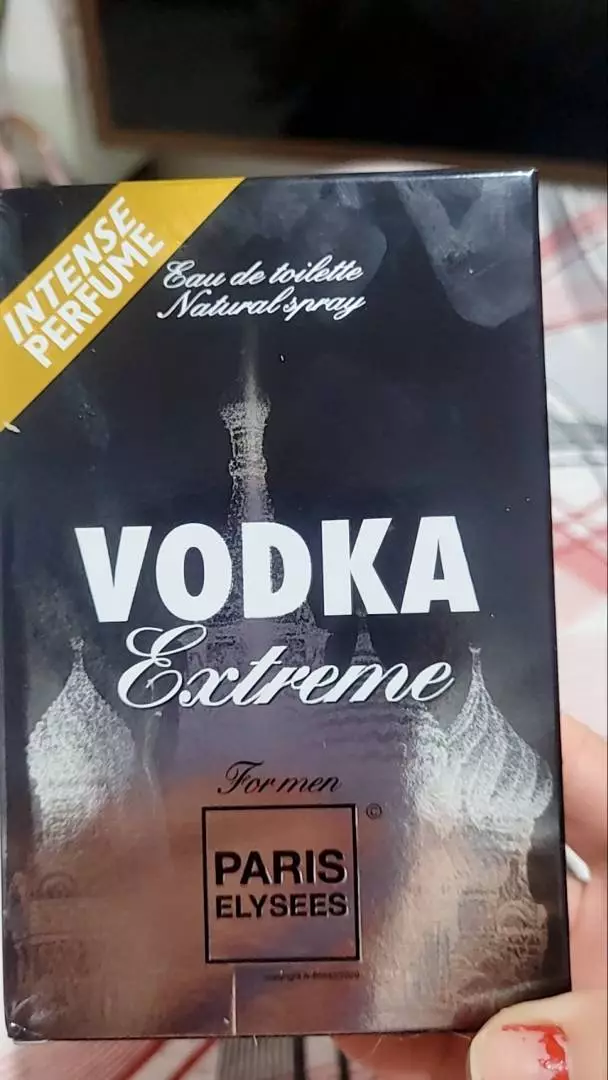 INTENSE
PERFUME
Eau de toilette
Natural spray
VODKA
Extreme
For men
©
PARIS
ELYSEES